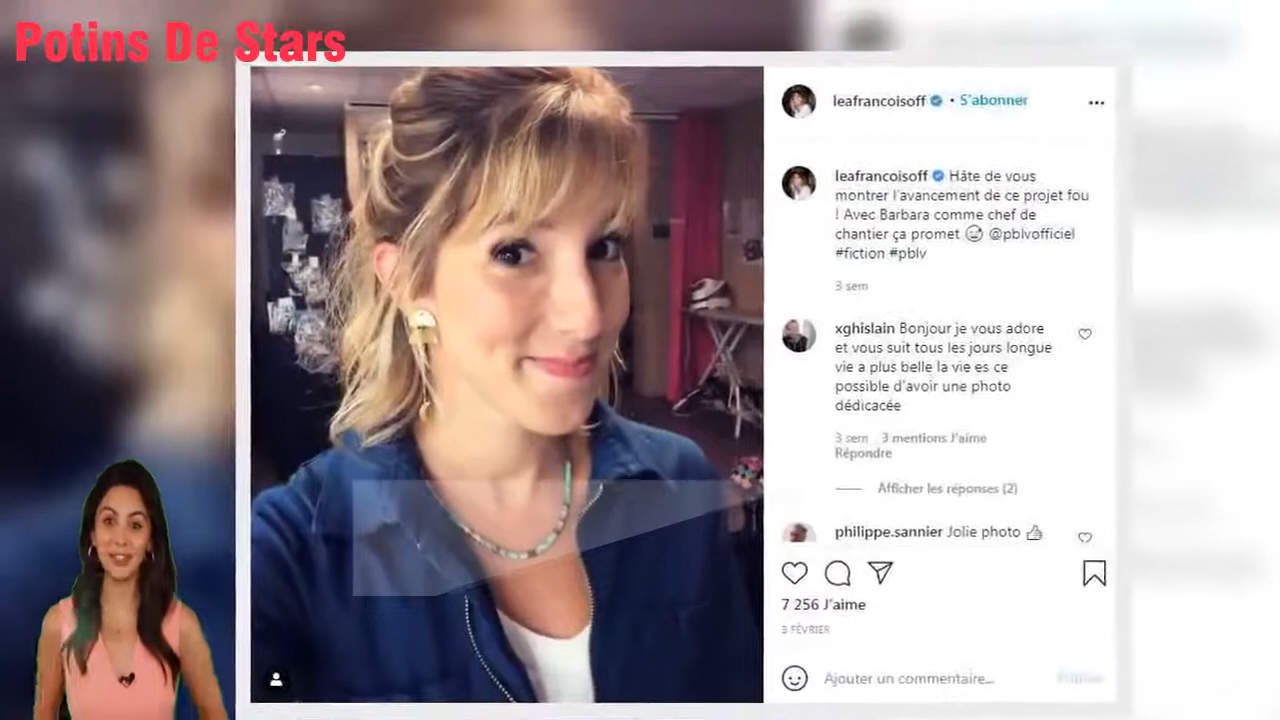 Potins De Stars
leafrancoisoff • S'abonner
leafrancoisoff Hâte de vous
montrer l'avancement de ce projet fou
! Avec Barbara comme chef de
chantier ça promet 😅 @pblvofficiel
#fiction #pblv
3 sem
xghislain Bonjour je vous adore
et vous suit tous les jours longue
vie a plus belle la vie es ce
possible d'avoir une photo
dédicacée
3 sem 3 mentions J'aime
Répondre
Afficher les réponses (2)
philippe.sannier Jolie photo 👍
7 256 J'aime
3 FÉVRIER
Ajouter un commentaire...